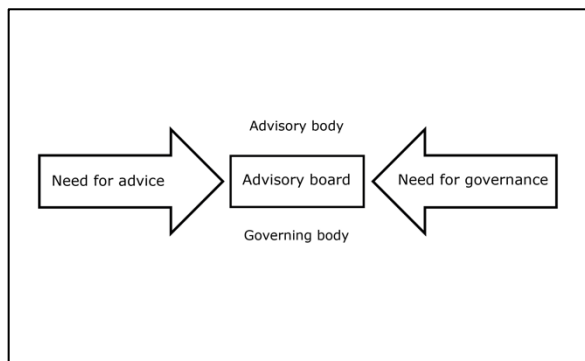 Advisory body
Need for advice
Advisory board
Need for governance
Governing body